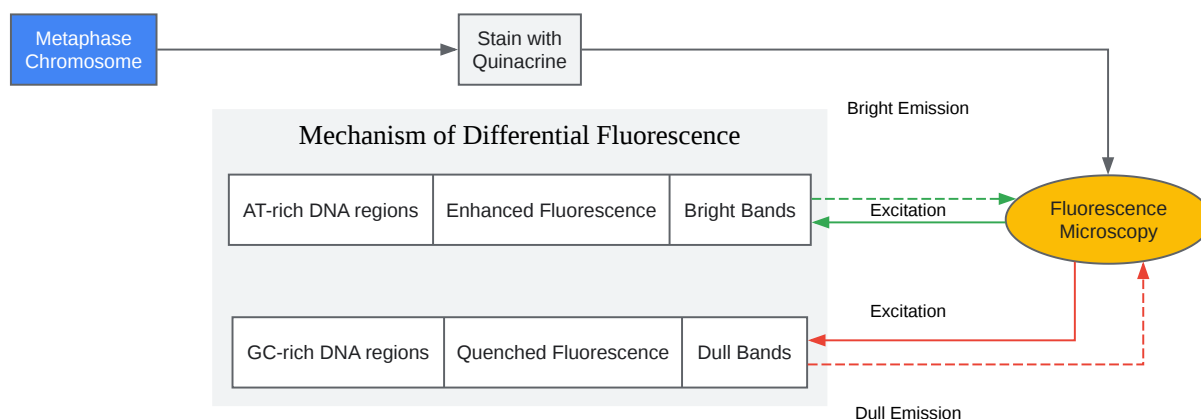 Metaphase
Chromosome
Stain with
Quinacrine
Bright Emission
Mechanism of Differential Fluorescence
AT-rich DNA regions
Enhanced Fluorescence
Bright Bands
Excitation
Fluorescence
Microscopy
Excitation
GC-rich DNA regions
Quenched Fluorescence
Dull Bands
Dull Emission